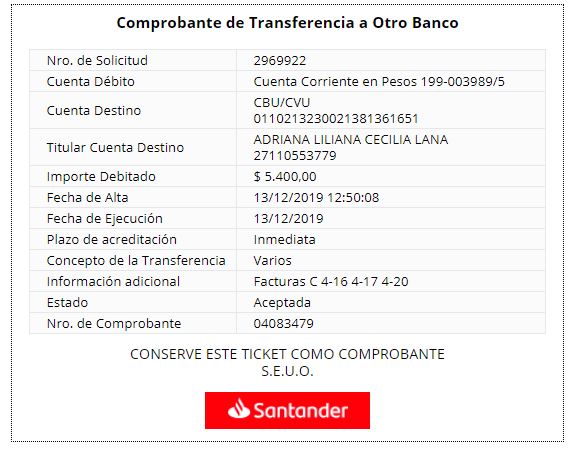 Comprobante de Transferencia a Otro Banco
Nro. de Solicitud 2969922
Cuenta Débito Cuenta Corriente en Pesos 199-003989/5
Cuenta Destino CBU/CVU
0110213230021381361651
Titular Cuenta Destino ADRIANA LILIANA CECILIA LANA
27110553779
Importe Debitado $ 5.400,00
Fecha de Alta 13/12/2019 12:50:08
Fecha de Ejecución 13/12/2019
Plazo de acreditación Inmediata
Concepto de la Transferencia Varios
Información adicional Facturas C 4-16 4-17 4-20
Estado Aceptada
Nro. de Comprobante 04083479
CONSERVE ESTE TICKET COMO COMPROBANTE
S.E.U.O.
Santander